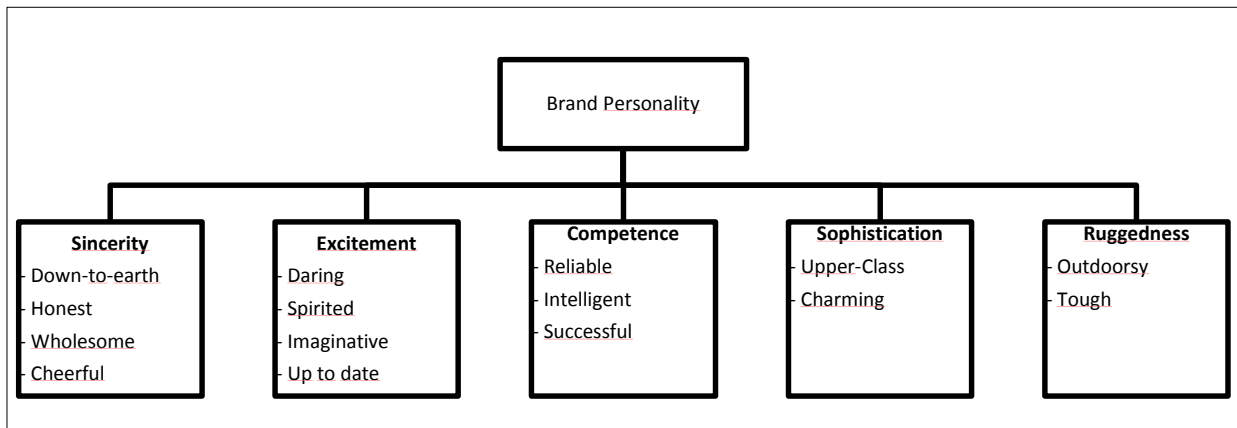 Brand Personality
Sincerity
- Down-to-earth
- Honest
- Wholesome
- Cheerful
Excitement
- Daring
- Spirited
- Imaginative
- Up to date
Competence
- Reliable
- Intelligent
- Successful
Sophistication
- Upper-Class
- Charming
Ruggedness
- Outdoorsy
- Tough